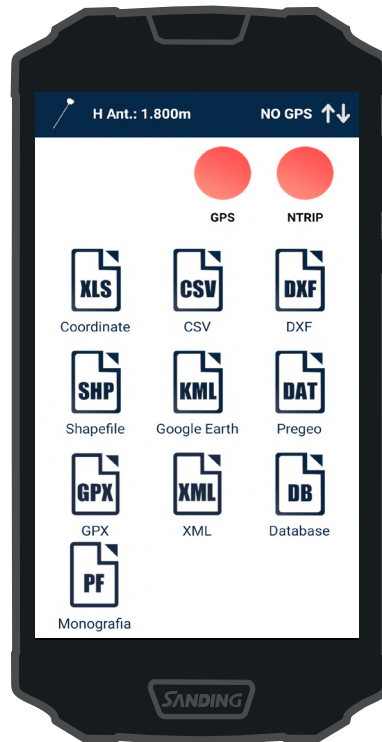 H Ant.: 1.800m NO GPS
GPS NTRIP
XLS CSV DXF
Coordinate CSV DXF
SHP KML DAT
Shapefile Google Earth Pregeo
GPX XML DB
GPX XML Database
PF
Monografia
SANDING